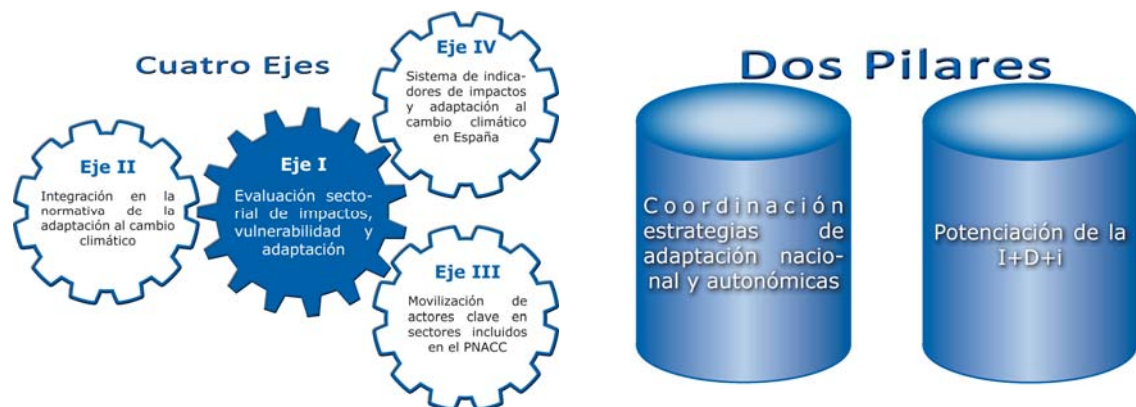 Cuatro Ejes
Eje II
Integración en la
normativa de la
adaptación al cambio
climático
Eje I
Evaluación secto-
rial de impactos,
vulnerabilidad y
adaptación
Eje IV
Sistema de indica-
dores de impactos
y adaptación al
cambio climático
en España
Eje III
Movilización de
actores clave en
sectores incluidos
en el PNACC
Dos Pilares
Coordinación
estrategias de
adaptación nacio-
nal y autonómicas
Potenciación de la
I+D+i